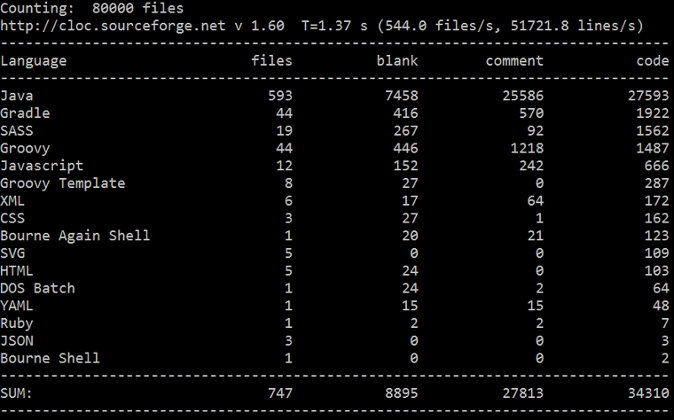 Counting:  80000 files
http://cloc.sourceforge.net v 1.60  T=1.37 s (544.0 files/s, 51721.8 lines/s)
-------------------------------------------------------------------------------
Language                     files          blank        comment           code
-------------------------------------------------------------------------------
Java                           593           7458          25586          27593
Gradle                          44            416            570           1922
SASS                            19            267             92           1562
Groovy                          44            446           1218           1487
Javascript                      12            152            242            666
Groovy Template                  8             27              0            287
XML                              6             17             64            172
CSS                              3             27              1            162
Bourne Again Shell               1             20             21            123
SVG                              5              0              0            109
HTML                             5             24              0            103
DOS Batch                        1             24              2             64
YAML                             1             15             15             48
Ruby                             1              2              2              7
JSON                             3              0              0              3
Bourne Shell                     1              0              0              2
-------------------------------------------------------------------------------
SUM:                           747           8895          27813          34310
-------------------------------------------------------------------------------